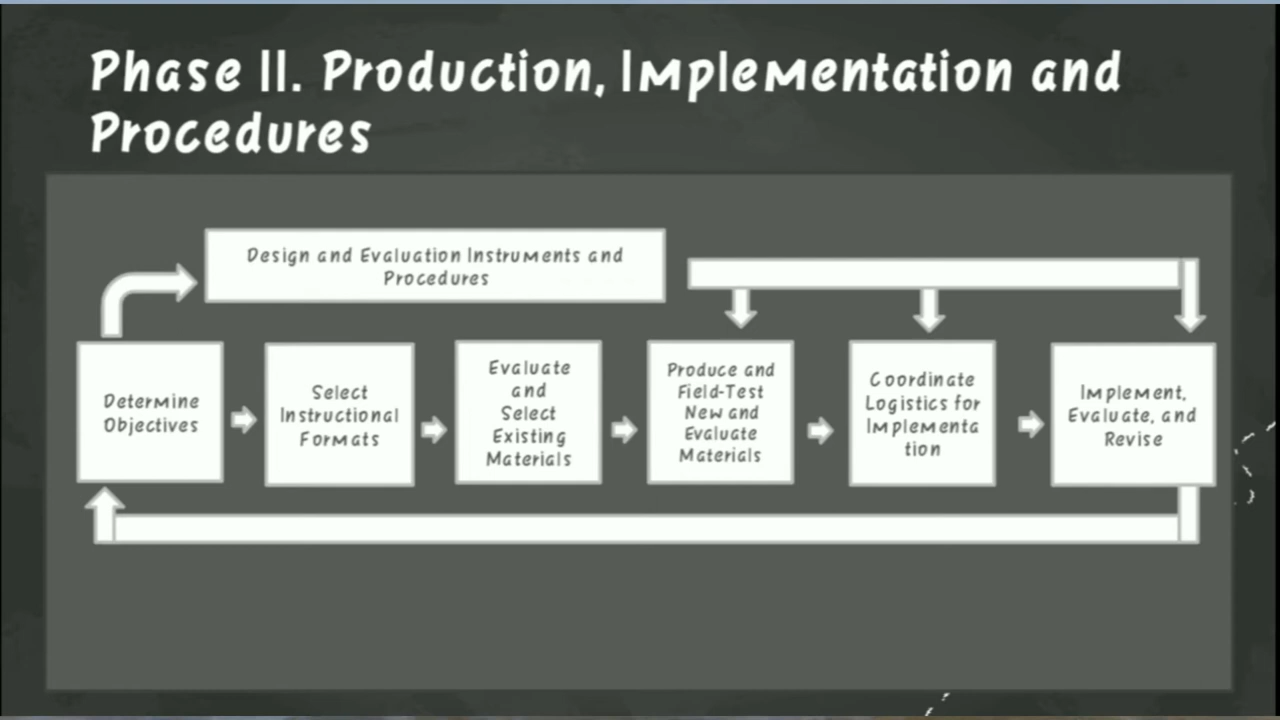 Phase II. Production, Implementation and
Procedures
Design and Evaluation Instruments and
Procedures
Determine
Objectives
Select
Instructional
Formats
Evaluate
and
Select
Existing
Materials
Produce and
Field-Test
New and
Evaluate
Materials
Coordinate
Logistics for
Implementa
tion
Implement,
Evaluate, and
Revise